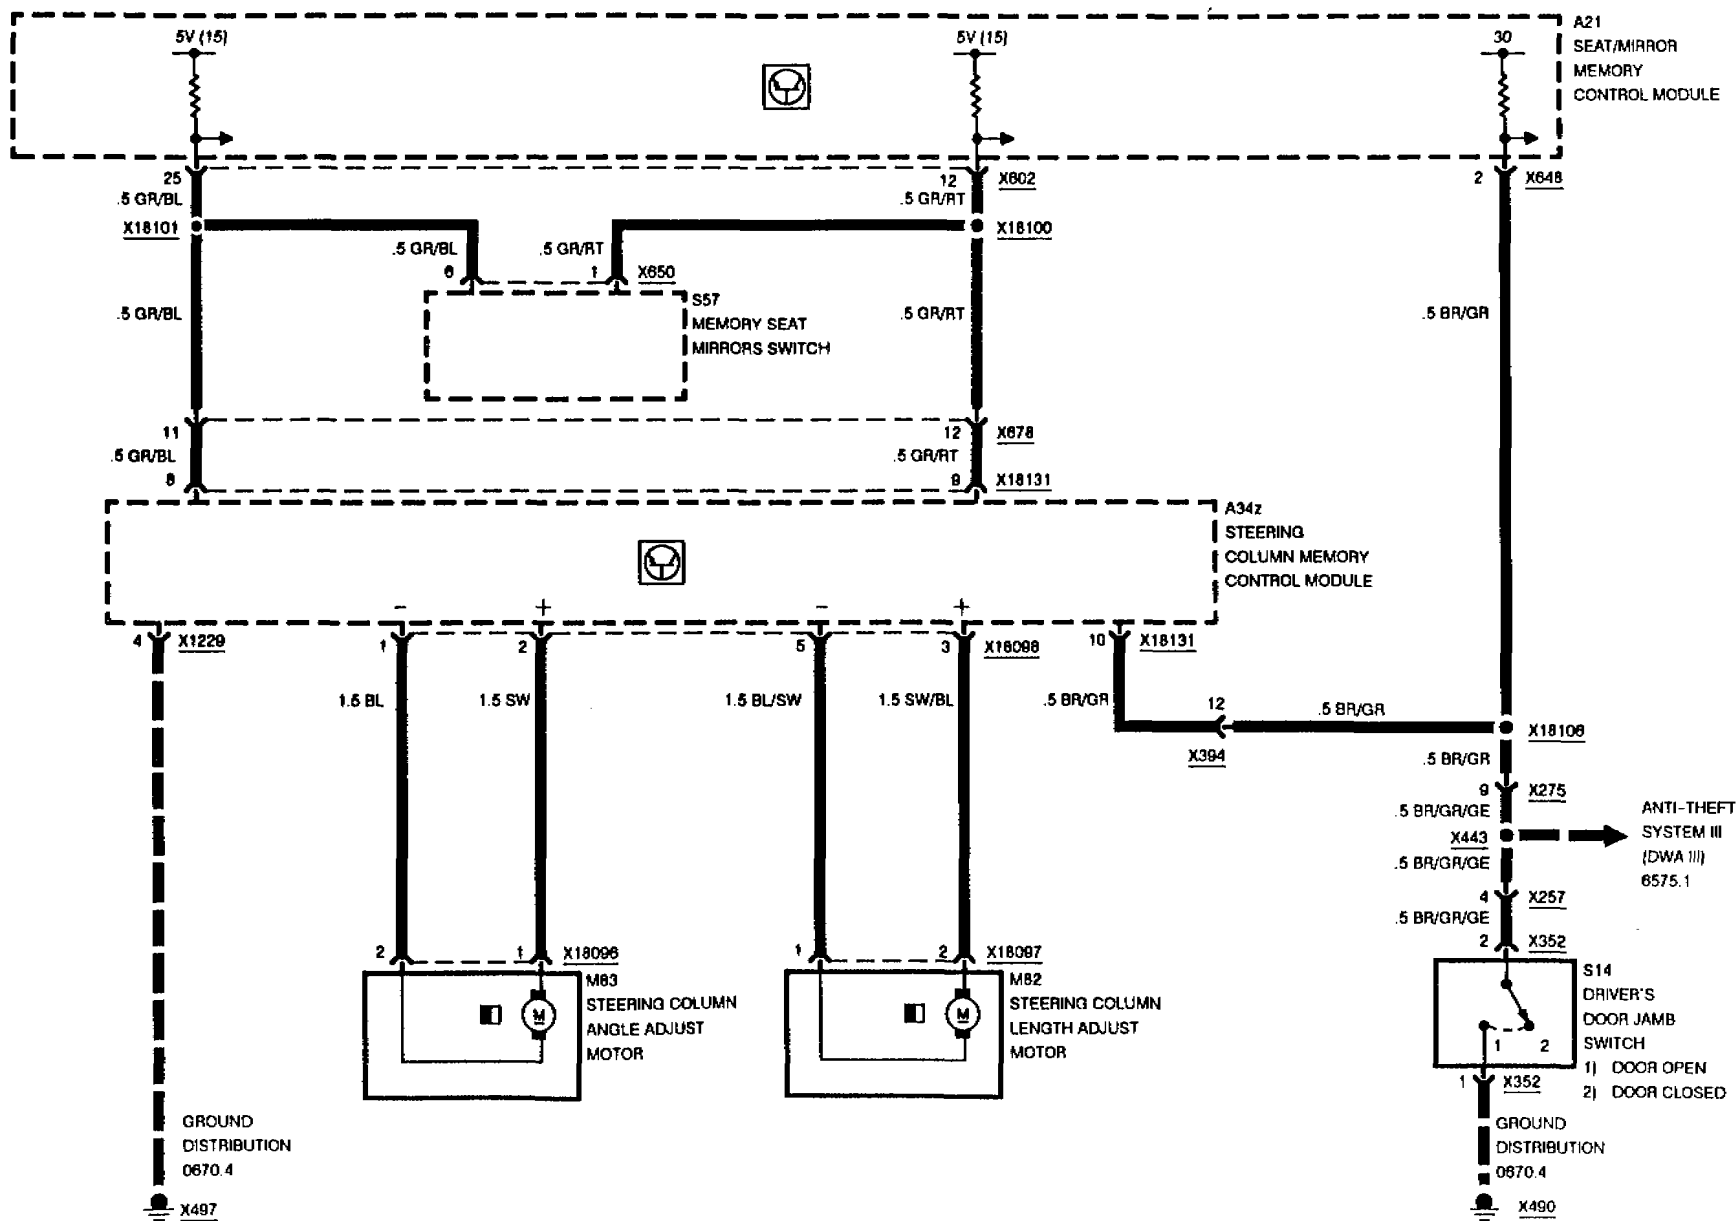 5V (15)
5V (15)
30
A21
SEAT/MIRROR
MEMORY
CONTROL MODULE
25
12
X602
2
X648
.5 GR/BL
.5 GR/RT
X18101
X18100
.5 GR/BL
.5 GR/RT
6
1
X650
S57
MEMORY SEAT
MIRRORS SWITCH
.5 GR/BL
.5 GR/RT
.5 BR/GR
11
12
X678
.5 GR/BL
.5 GR/RT
8
9
X18131
A34z
STEERING
COLUMN MEMORY
CONTROL MODULE
−
+
−
+
4
X1229
1
2
5
3
X18098
10
X18131
1.5 BL
1.5 SW
1.5 BL/SW
1.5 SW/BL
.5 BR/GR
12
.5 BR/GR
X394
X18106
.5 BR/GR
9
X275
.5 BR/GR/GE
X443
ANTI-THEFT
SYSTEM III
(DWA III)
6575.1
.5 BR/GR/GE
4
X257
.5 BR/GR/GE
2
X352
2
1
X18096
1
2
X18097
M83
STEERING COLUMN
ANGLE ADJUST
MOTOR
M
M82
STEERING COLUMN
LENGTH ADJUST
MOTOR
M
S14
DRIVER'S
DOOR JAMB
SWITCH
1) DOOR OPEN
2) DOOR CLOSED
1
2
1
X352
GROUND
DISTRIBUTION
0670.4
X497
GROUND
DISTRIBUTION
0670.4
X490